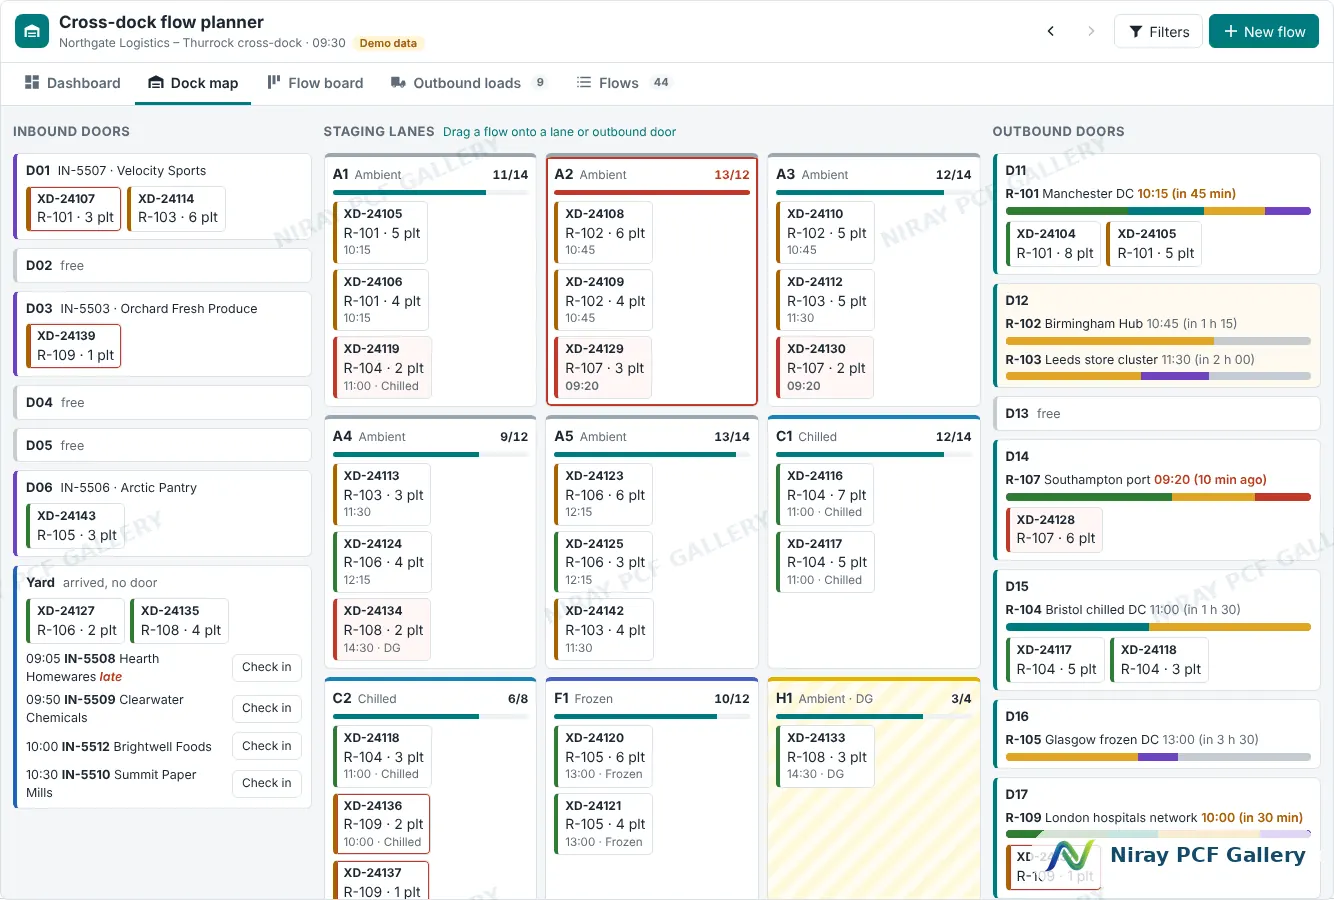 Cross-dock flow planner
Northgate Logistics – Thurrock cross-dock · 09:30 Demo data
Filters
New flow
Dashboard
Dock map
Flow board
Outbound loads 9
Flows 44
INBOUND DOORS
D01 IN-5507 · Velocity Sports
XD-24107
R-101 · 3 plt
XD-24114
R-103 · 6 plt
D02 free
D03 IN-5503 · Orchard Fresh Produce
XD-24139
R-109 · 1 plt
D04 free
D05 free
D06 IN-5506 · Arctic Pantry
XD-24143
R-105 · 3 plt
Yard arrived, no door
XD-24127
R-106 · 2 plt
XD-24135
R-108 · 4 plt
09:05 IN-5508 Hearth
Homewares late
Check in
09:50 IN-5509 Clearwater
Chemicals
Check in
10:00 IN-5512 Brightwell Foods
Check in
10:30 IN-5510 Summit Paper
Mills
Check in
STAGING LANES Drag a flow onto a lane or outbound door
A1 Ambient 11/14
XD-24105
R-101 · 5 plt
10:15
XD-24106
R-101 · 4 plt
10:15
XD-24119
R-104 · 2 plt
11:00 · Chilled
A2 Ambient 13/12
XD-24108
R-102 · 6 plt
10:45
XD-24109
R-102 · 4 plt
10:45
XD-24129
R-107 · 3 plt
09:20
A3 Ambient 12/14
XD-24110
R-102 · 5 plt
10:45
XD-24112
R-103 · 5 plt
11:30
XD-24130
R-107 · 2 plt
09:20
A4 Ambient 9/12
XD-24113
R-103 · 3 plt
11:30
XD-24124
R-106 · 4 plt
12:15
XD-24134
R-108 · 2 plt
14:30 · DG
A5 Ambient 13/14
XD-24123
R-106 · 6 plt
12:15
XD-24125
R-106 · 3 plt
12:15
XD-24142
R-103 · 4 plt
11:30
C1 Chilled 12/14
XD-24116
R-104 · 7 plt
11:00 · Chilled
XD-24117
R-104 · 5 plt
11:00 · Chilled
C2 Chilled 6/8
XD-24118
R-104 · 3 plt
11:00 · Chilled
XD-24136
R-109 · 2 plt
10:00 · Chilled
XD-24137
R-109 · 1 plt
F1 Frozen 10/12
XD-24120
R-105 · 6 plt
13:00 · Frozen
XD-24121
R-105 · 4 plt
13:00 · Frozen
H1 Ambient · DG 3/4
XD-24133
R-108 · 3 plt
14:30 · DG
OUTBOUND DOORS
D11
R-101 Manchester DC 10:15 (in 45 min)
XD-24104
R-101 · 8 plt
XD-24105
R-101 · 5 plt
D12
R-102 Birmingham Hub 10:45 (in 1 h 15)
R-103 Leeds store cluster 11:30 (in 2 h 00)
D13 free
D14
R-107 Southampton port 09:20 (10 min ago)
XD-24128
R-107 · 6 plt
D15
R-104 Bristol chilled DC 11:00 (in 1 h 30)
XD-24117
R-104 · 5 plt
XD-24118
R-104 · 3 plt
D16
R-105 Glasgow frozen DC 13:00 (in 3 h 30)
D17
R-109 London hospitals network 10:00 (in 30 min)
R-109 · 1 plt
Niray PCF Gallery
NIRAY PCF GALLERY